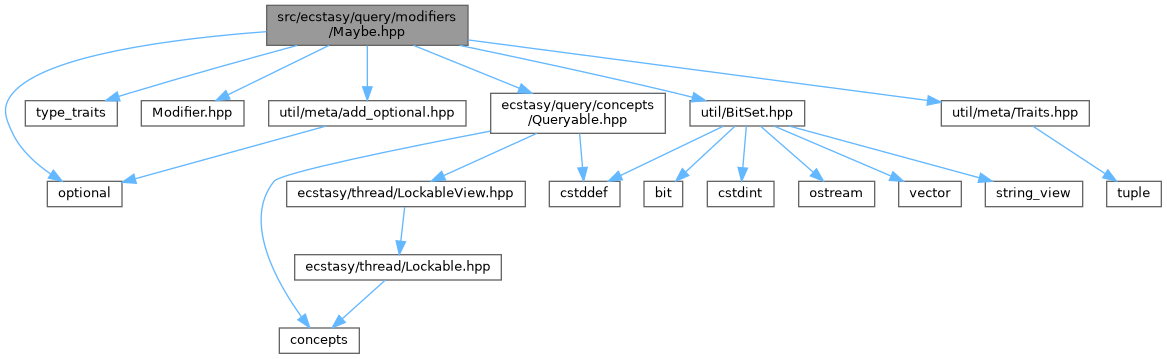 src/ecstasy/query/modifiers
/Maybe.hpp
type_traits
Modifier.hpp
util/meta/add_optional.hpp
ecstasy/query/concepts
/Queryable.hpp
util/BitSet.hpp
util/meta/Traits.hpp
optional
ecstasy/thread/LockableView.hpp
cstddef
bit
cstdint
ostream
vector
string_view
tuple
ecstasy/thread/Lockable.hpp
concepts